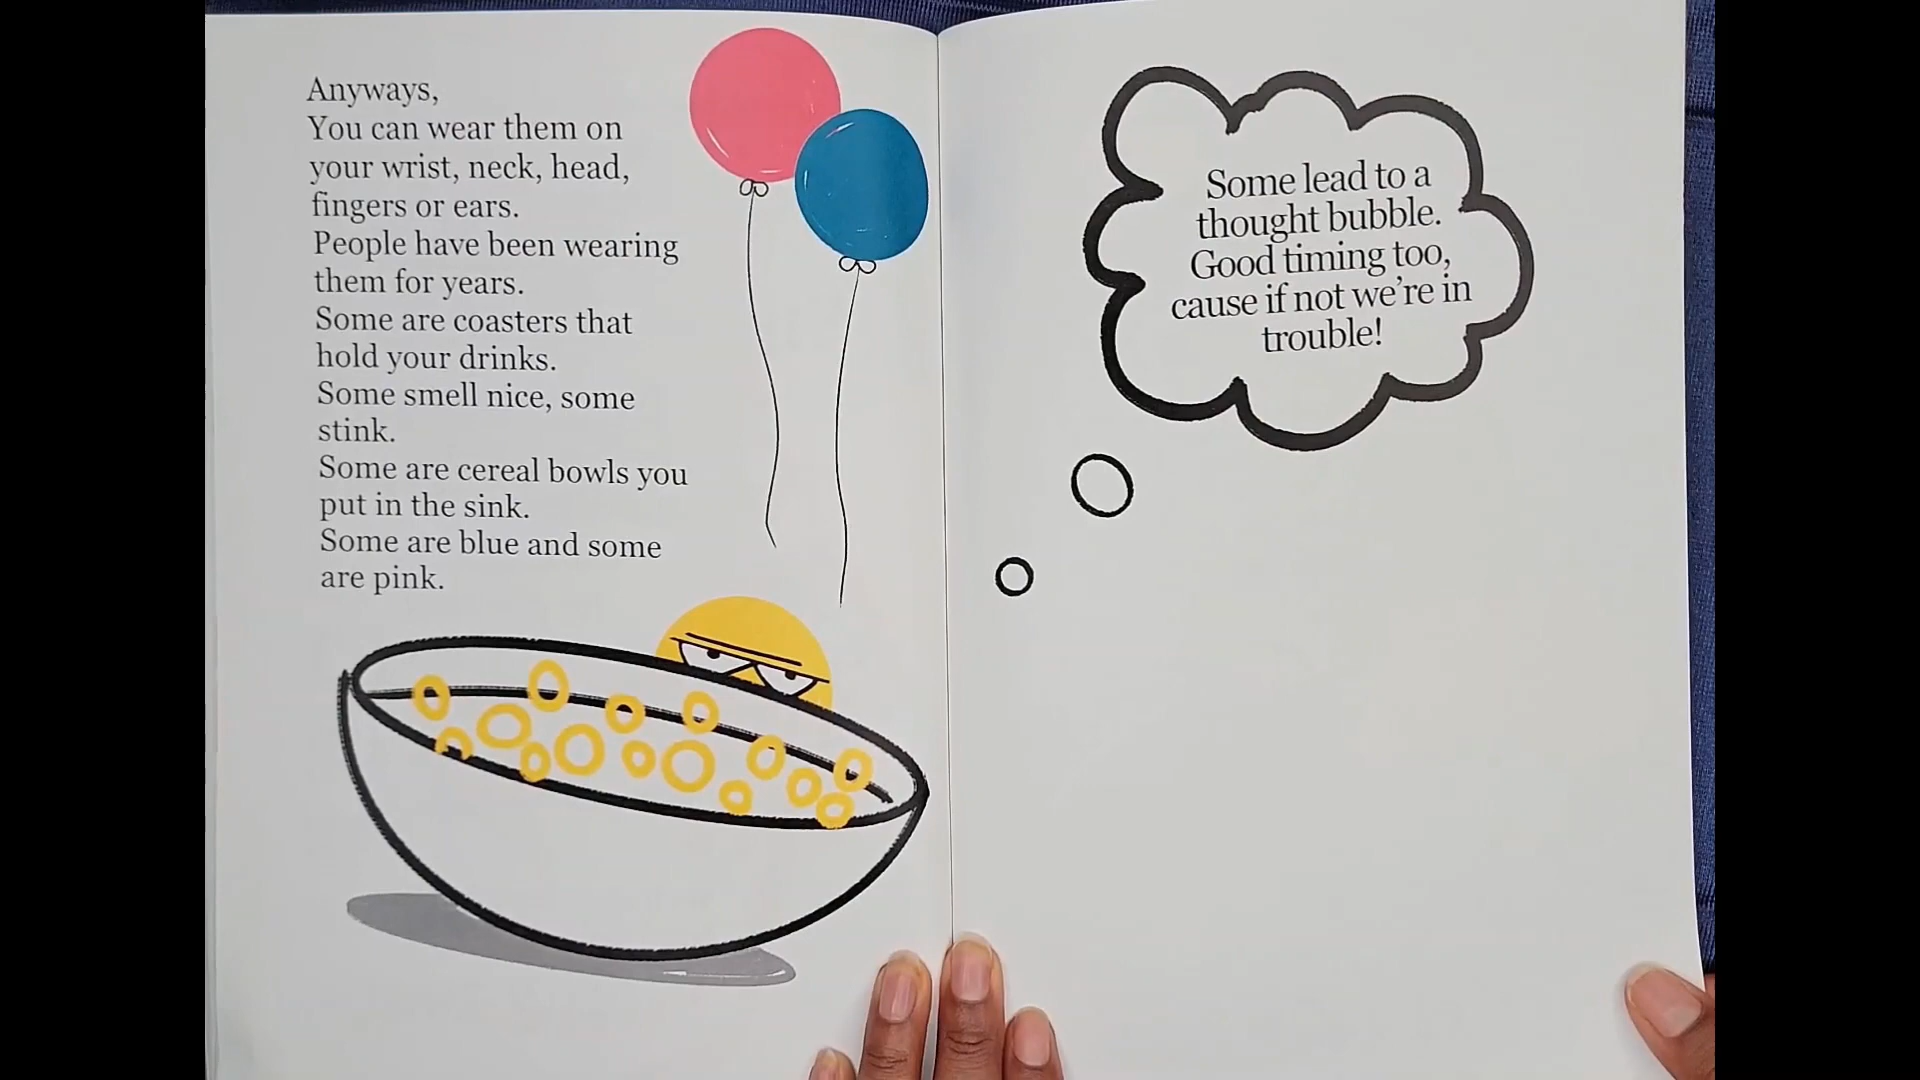 Anyways,
You can wear them on
your wrist, neck, head,
fingers or ears.
People have been wearing
them for years.
Some are coasters that
hold your drinks.
Some smell nice, some
stink.
Some are cereal bowls you
put in the sink.
Some are blue and some
are pink.
Some lead to a
thought bubble.
Good timing too,
cause if not we're in
trouble!